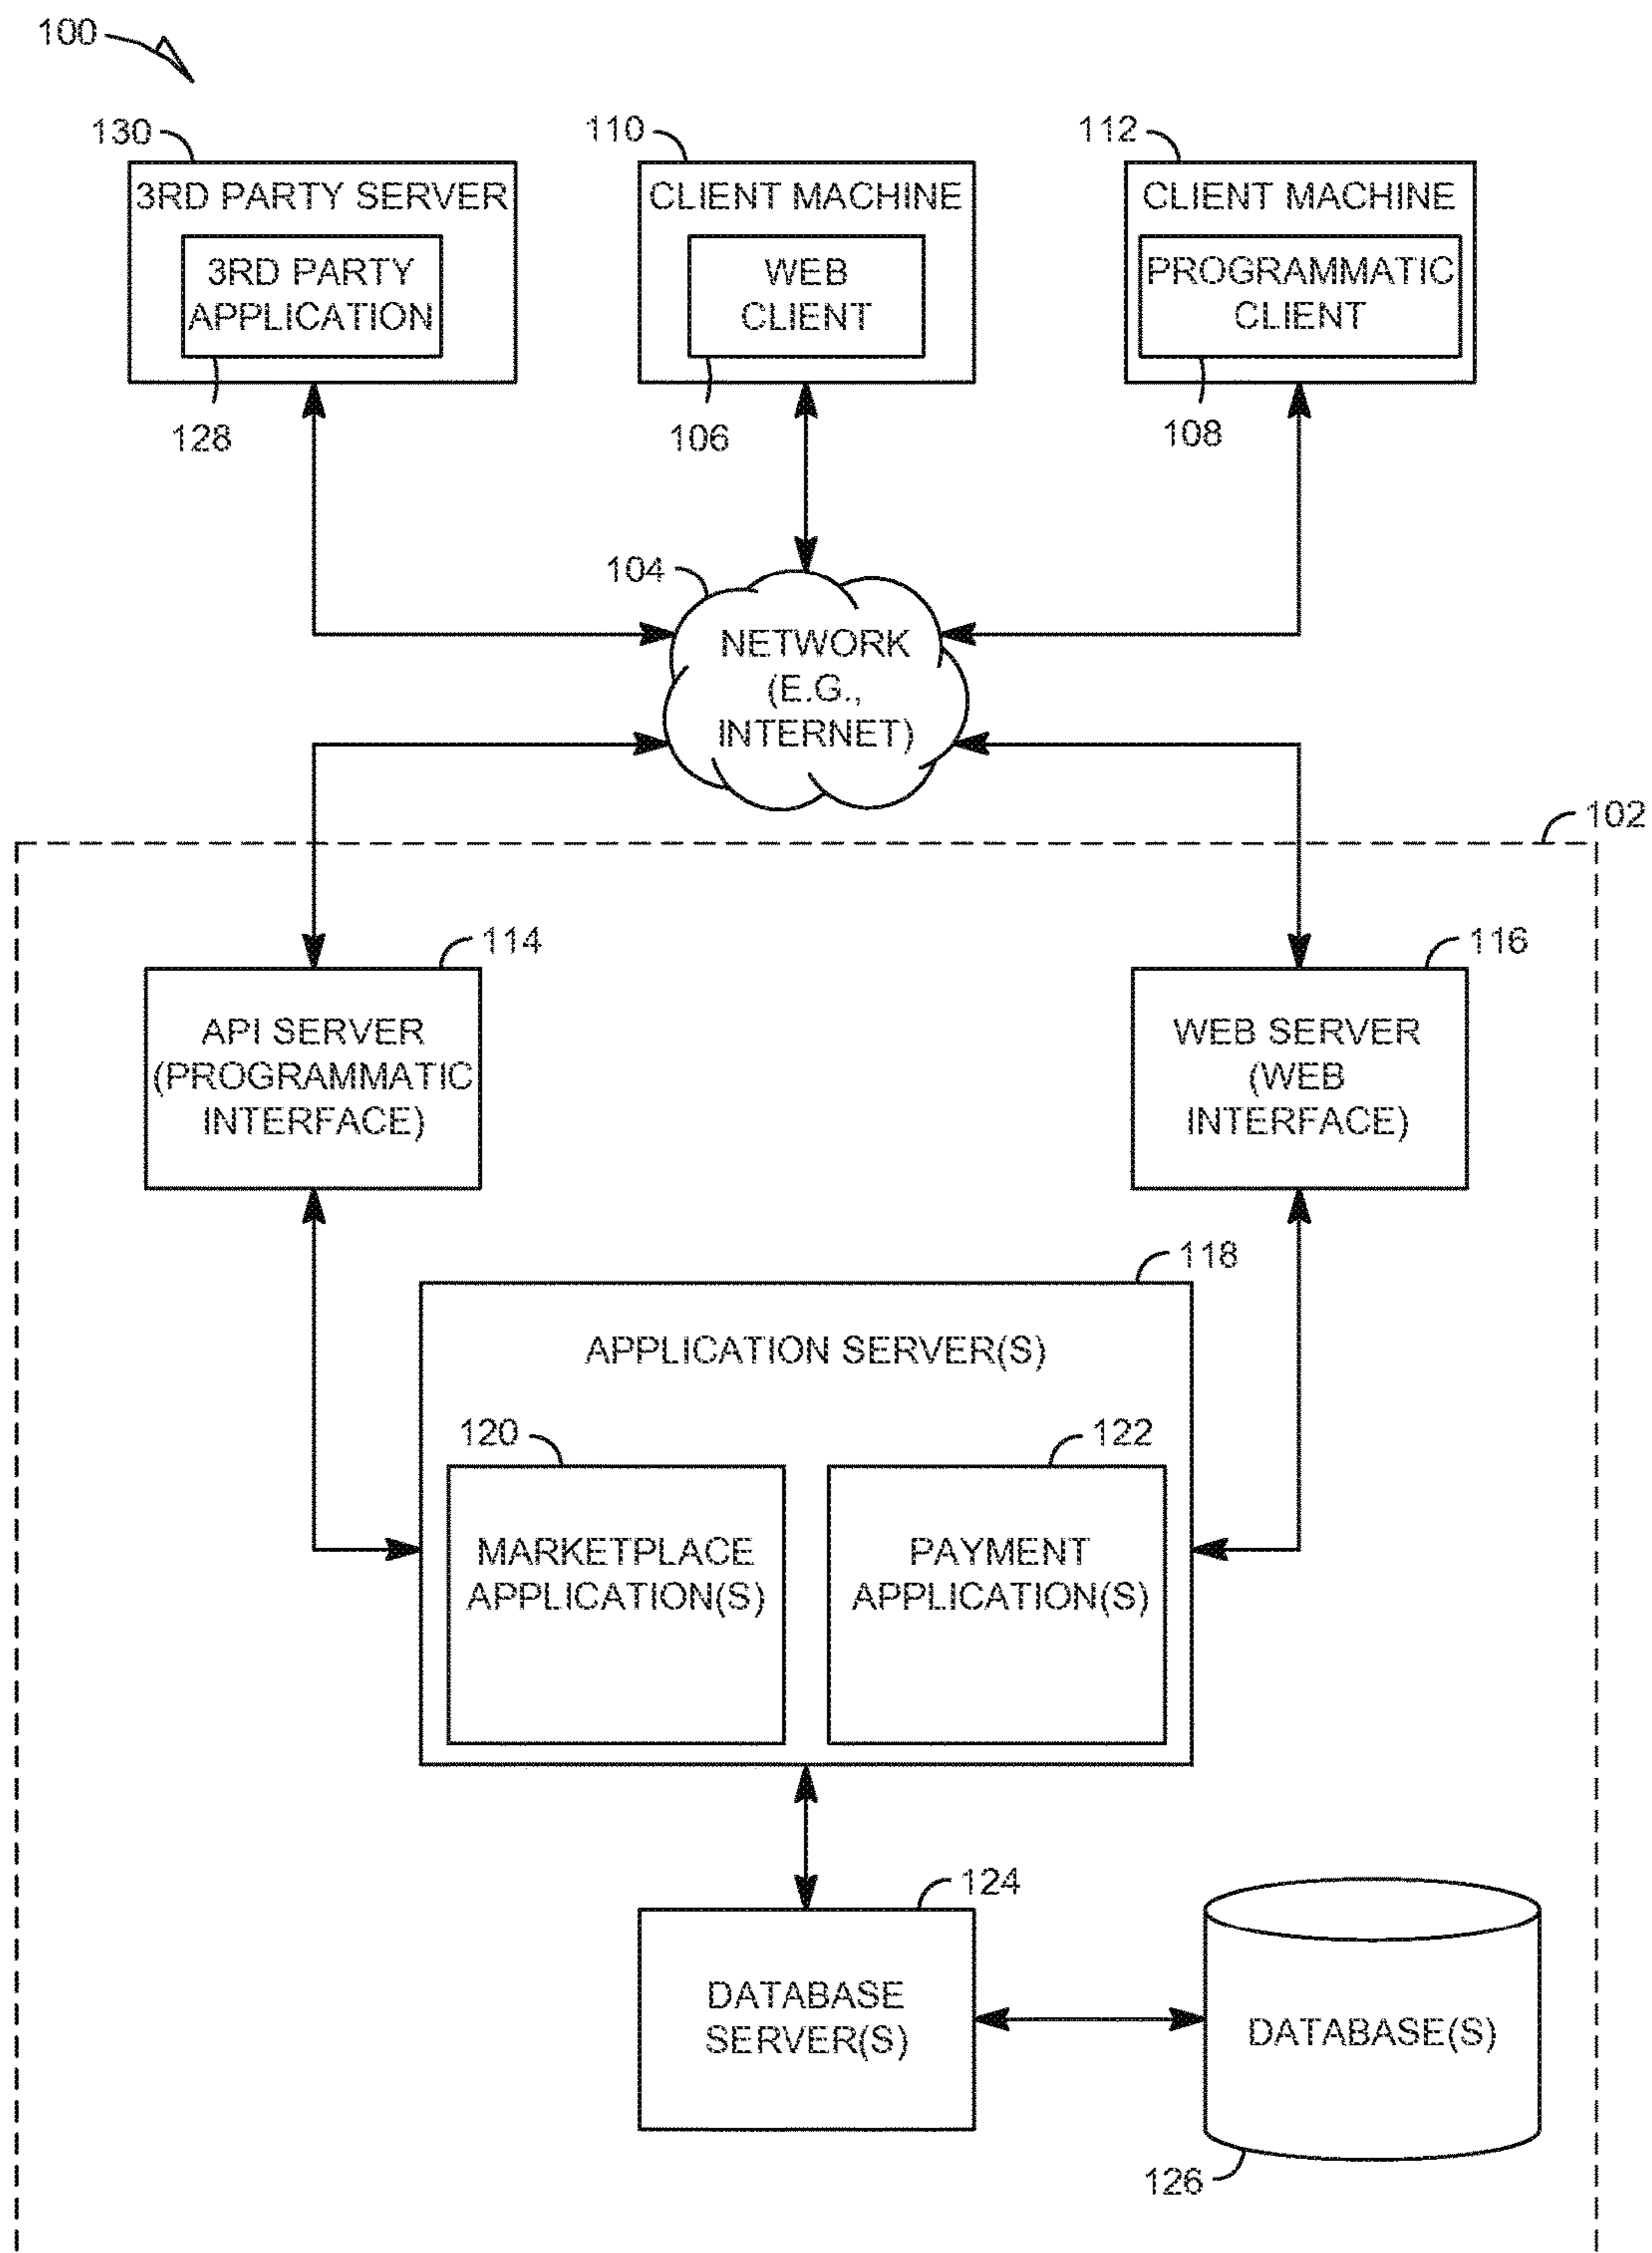 100
130
110
112
3RD PARTY SERVER
CLIENT MACHINE
CLIENT MACHINE
3RD PARTY
APPLICATION
WEB
CLIENT
PROGRAMMATIC
CLIENT
128
106
108
104
NETWORK
(E.G.,
INTERNET)
102
114
116
API SERVER
(PROGRAMMATIC
INTERFACE)
WEB SERVER
(WEB
INTERFACE)
118
APPLICATION SERVER(S)
120
122
MARKETPLACE
APPLICATION(S)
PAYMENT
APPLICATION(S)
124
DATABASE
SERVER(S)
DATABASE(S)
126